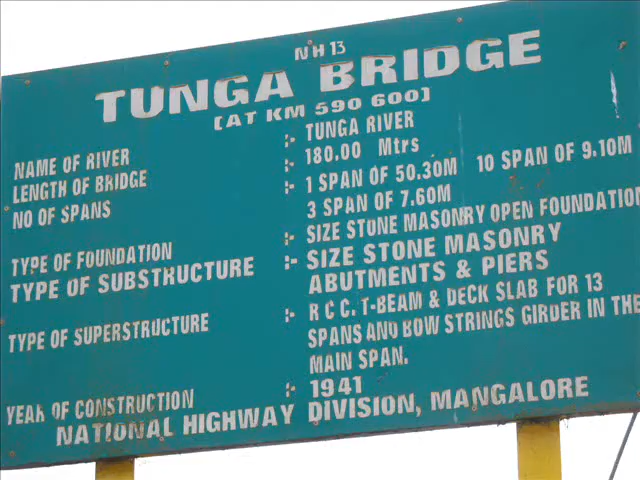 NH 13
TUNGA BRIDGE
[AT KM 590 600]
NAME OF RIVER :- TUNGA RIVER
LENGTH OF BRIDGE :- 180.00 Mtrs
NO OF SPANS :- 1 SPAN OF 50.30M 10 SPAN OF 9.10M
3 SPAN OF 7.60M
TYPE OF FOUNDATION :- SIZE STONE MASONRY OPEN FOUNDATION
TYPE OF SUBSTRUCTURE :- SIZE STONE MASONRY
ABUTMENTS & PIERS
TYPE OF SUPERSTRUCTURE :- R C C. T-BEAM & DECK SLAB FOR 13
SPANS AND BOW STRINGS GIRDER IN THE
MAIN SPAN.
YEAR OF CONSTRUCTION :- 1941
NATIONAL HIGHWAY DIVISION, MANGALORE